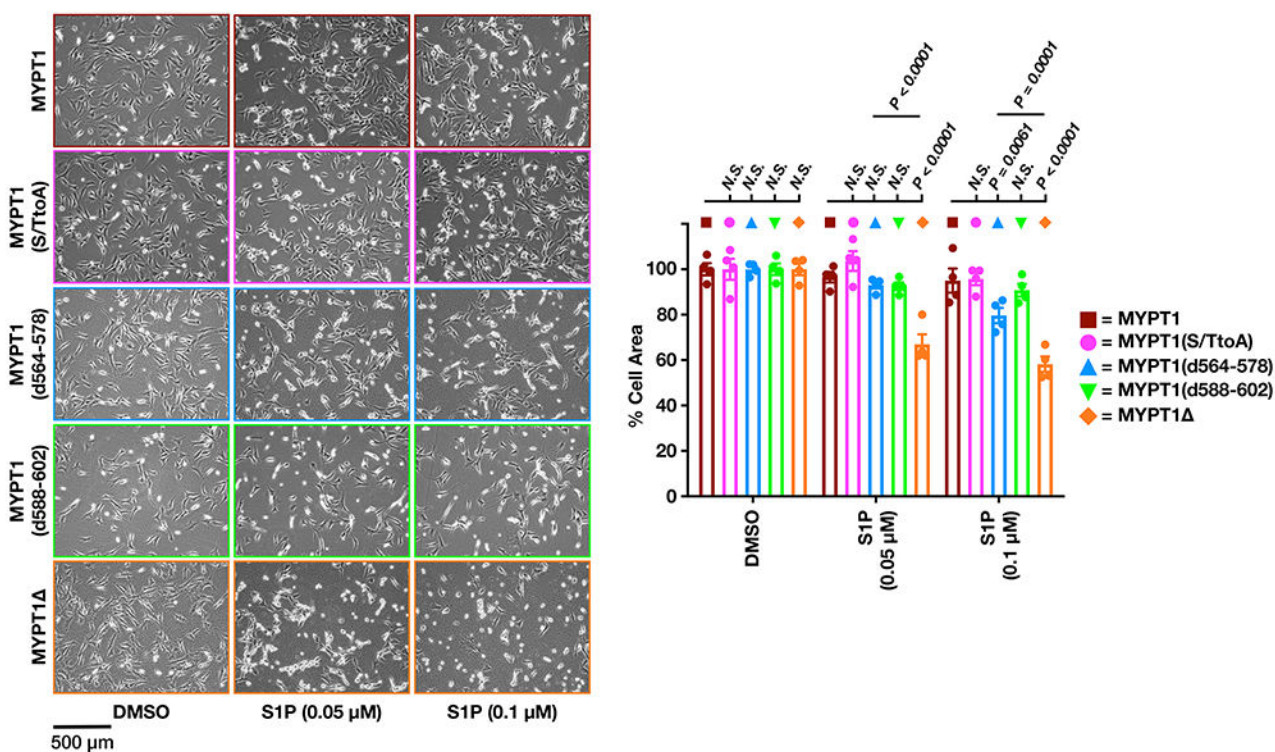 MYPT1
MYPT1
(S/TtoA)
MYPT1
(d564-578)
MYPT1
(d588-602)
MYPT1Δ
DMSO
S1P (0.05 µM)
S1P (0.1 µM)
500 µm
P < 0.0001
P = 0.0001
N.S.
N.S.
N.S.
N.S.
N.S.
N.S.
N.S.
P < 0.0001
N.S.
P = 0.0061
N.S.
P < 0.0001
% Cell Area
100
80
60
40
20
0
DMSO
S1P
(0.05 µM)
S1P
(0.1 µM)
= MYPT1
= MYPT1(S/TtoA)
= MYPT1(d564-578)
= MYPT1(d588-602)
= MYPT1Δ